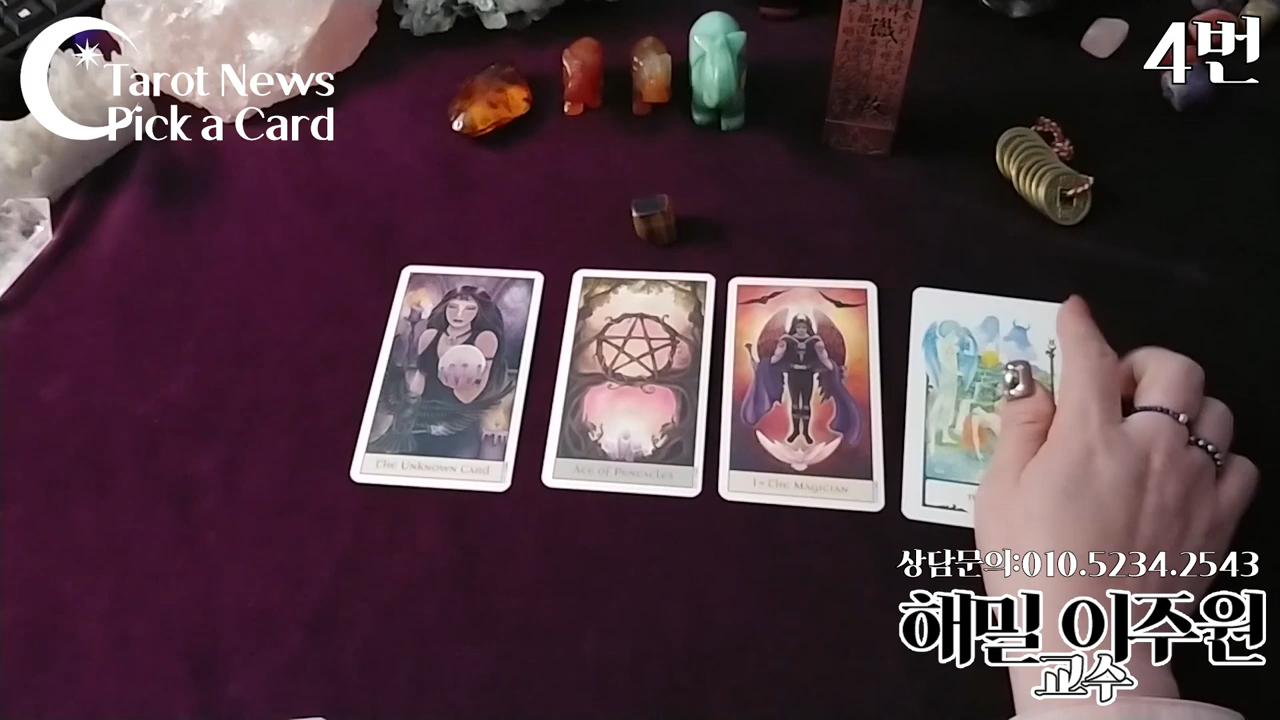 Tarot News
Pick a Card
4번
The Unknown Card
Ace of Pentacles
I - The Magician
상담문의:010.5234.2543
해밀 이주원
교수